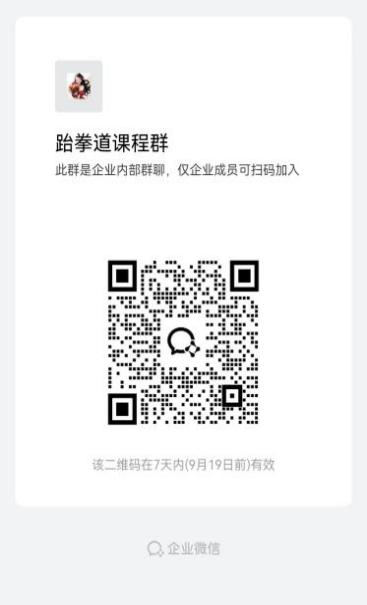 跆拳道课程群
此群是企业内部群聊，仅企业成员可扫码加入
该二维码在7天内(9月19日前)有效
企业微信